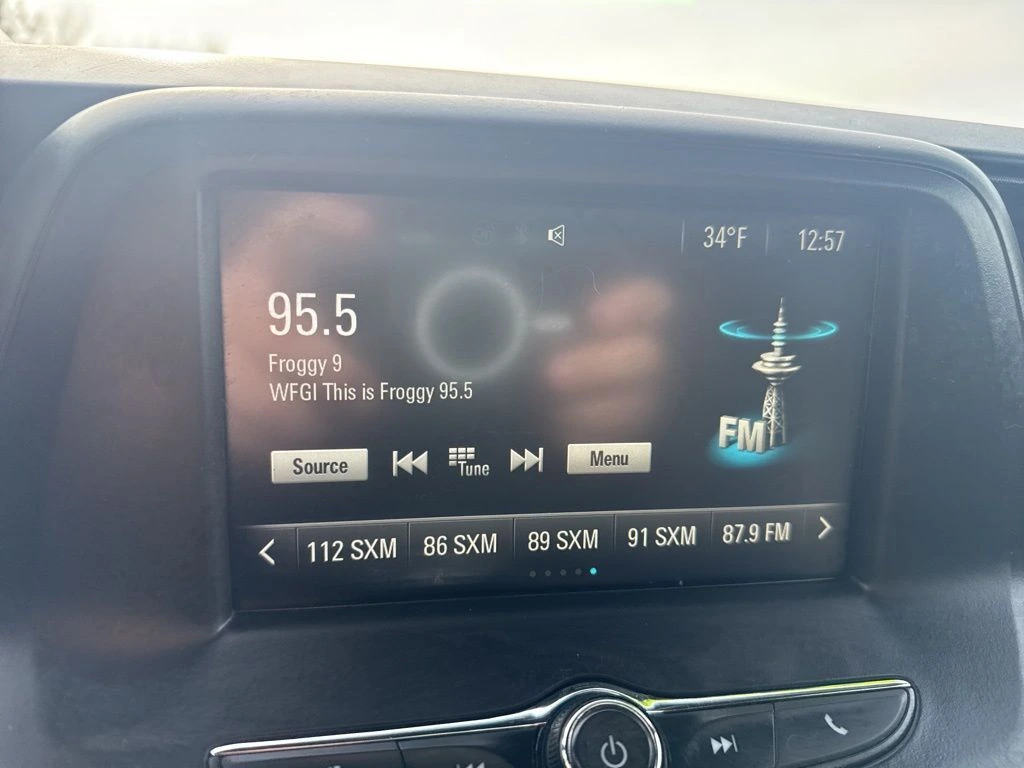 34°F 12:57
95.5
Froggy 9
WFGI This is Froggy 95.5
FM
Source Tune Menu
112 SXM 86 SXM 89 SXM 91 SXM 87.9 FM